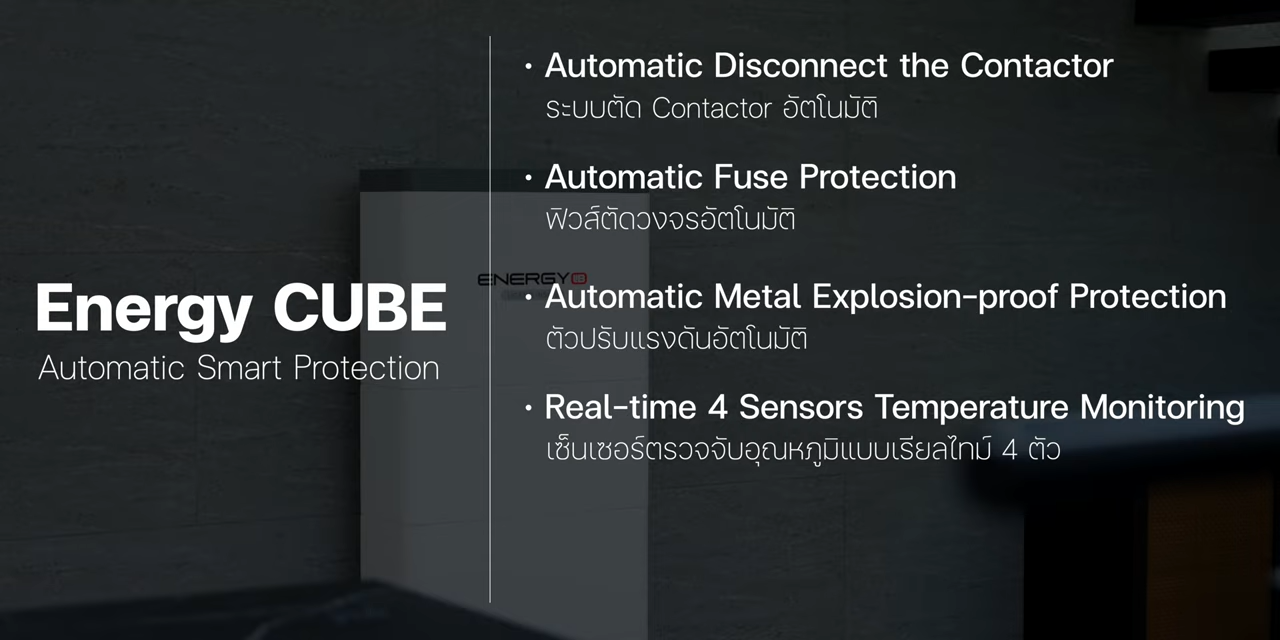 Energy CUBE
Automatic Smart Protection
• Automatic Disconnect the Contactor
ระบบตัด Contactor อัตโนมัติ
• Automatic Fuse Protection
ฟิวส์ตัดวงจรอัตโนมัติ
ENERGY
• Automatic Metal Explosion-proof Protection
ตัวปรับแรงดันอัตโนมัติ
• Real-time 4 Sensors Temperature Monitoring
เซ็นเซอร์ตรวจจับอุณหภูมิแบบเรียลไทม์ 4 ตัว